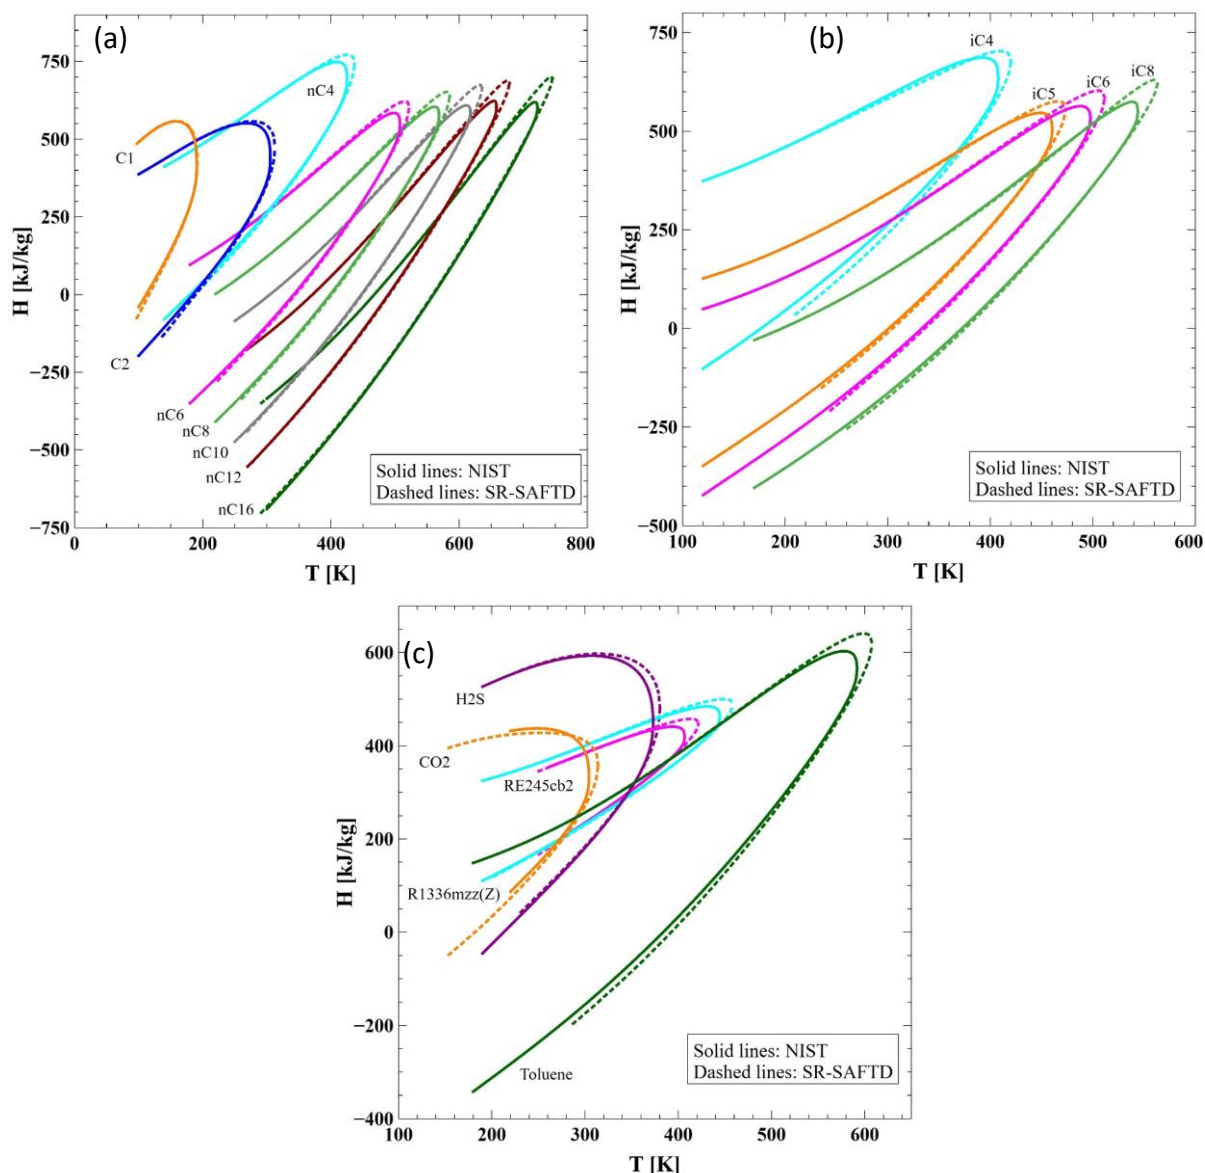 (a)
750
500
250
0
−250
−500
−750
H [kJ/kg]
nC4
C1
C2
nC6
nC8
nC10
nC12
nC16
Solid lines: NIST
Dashed lines: SR-SAFTD
0 200 400 600 800
T [K]
(b)
750
500
250
0
−250
−500
H [kJ/kg]
iC4
iC5
iC6
iC8
Solid lines: NIST
Dashed lines: SR-SAFTD
100 200 300 400 500 600
T [K]
(c)
600
400
200
0
−200
−400
H [kJ/kg]
H2S
CO2
RE245cb2
R1336mzz(Z)
Toluene
Solid lines: NIST
Dashed lines: SR-SAFTD
100 200 300 400 500 600
T [K]